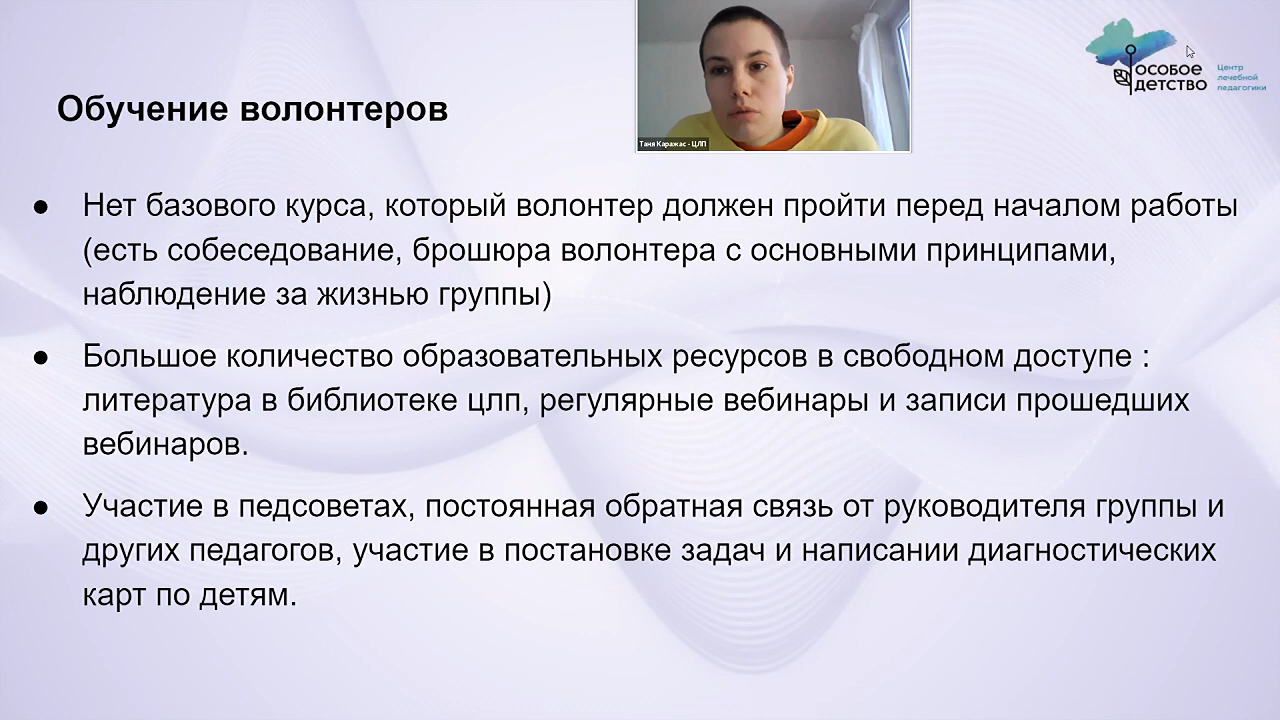 Обучение волонтеров
Таня Каражас - ЦЛП
особое
детство
Центр
лечебной
педагогики
● Нет базового курса, который волонтер должен пройти перед началом работы
(есть собеседование, брошюра волонтера с основными принципами,
наблюдение за жизнью группы)
● Большое количество образовательных ресурсов в свободном доступе :
литература в библиотеке цлп, регулярные вебинары и записи прошедших
вебинаров.
● Участие в педсоветах, постоянная обратная связь от руководителя группы и
других педагогов, участие в постановке задач и написании диагностических
карт по детям.